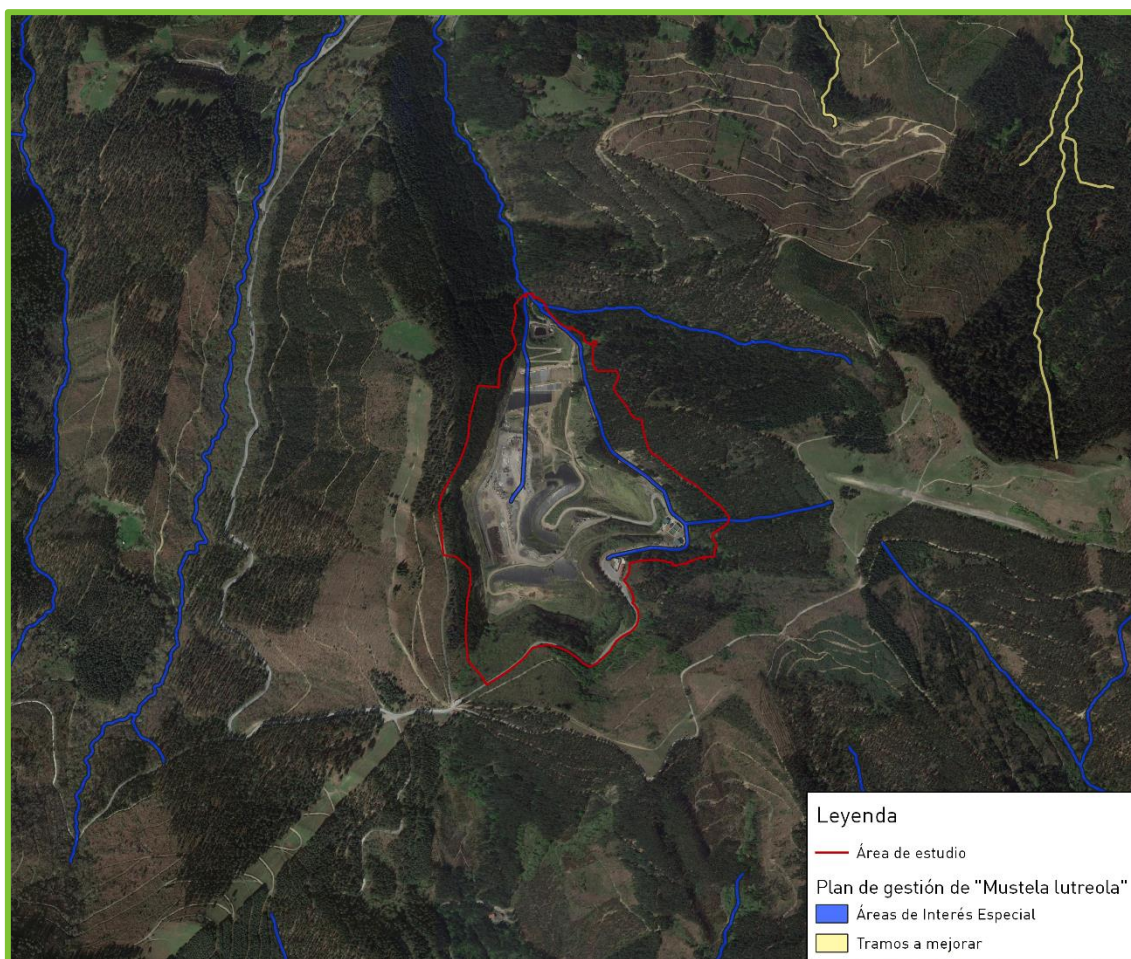 Leyenda
Área de estudio
Plan de gestión de "Mustela lutreola"
Áreas de Interés Especial
Tramos a mejorar